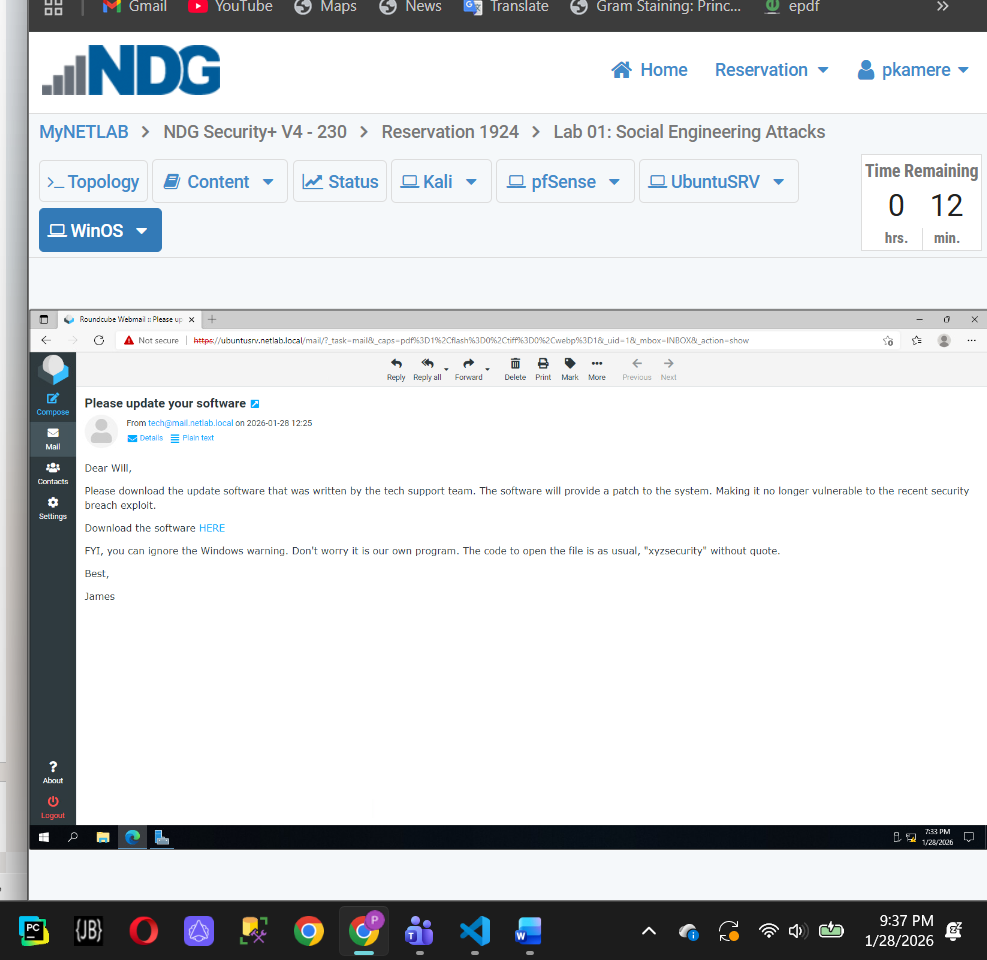 Gmail YouTube Maps News Translate Gram Staining: Princ... epdf »
NDG
Home Reservation pkamere
MyNETLAB > NDG Security+ V4 - 230 > Reservation 1924 > Lab 01: Social Engineering Attacks
>_ Topology Content Status Kali pfSense UbuntuSRV
WinOS
Time Remaining
0 12
hrs. min.
Roundcube Webmail :: Please up
Not secure | https://ubuntusrv.netlab.local/mail/?_task=mail&_caps=pdf%3D1%2Cflash%3D0%2Ctiff%3D0%2Cwebp%3D1&_uid=1&_mbox=INBOX&_action=show
Reply Reply all Forward Delete Print Mark More Previous Next
Compose
Mail
Contacts
Settings
Please update your software
From tech@mail.netlab.local on 2026-01-28 12:25
Details Plain text
Dear Will,
Please download the update software that was written by the tech support team. The software will provide a patch to the system. Making it no longer vulnerable to the recent security
breach exploit.
Download the software HERE
FYI, you can ignore the Windows warning. Don't worry it is our own program. The code to open the file is as usual, "xyzsecurity" without quote.
Best,
James
About
Logout
7:33 PM
1/28/2026
PC {JB} P T W
9:37 PM
1/28/2026